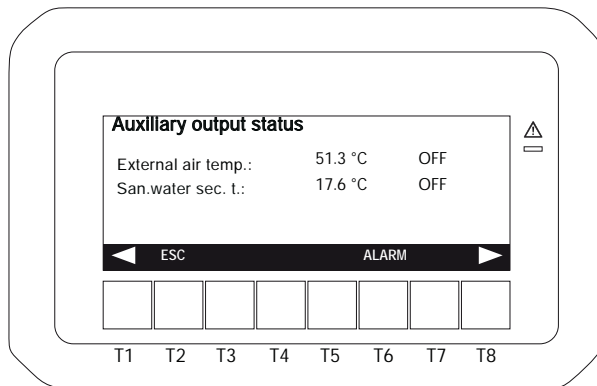 Auxiliary output status
External air temp.: 51.3 °C OFF
San.water sec. t.: 17.6 °C OFF
ESC ALARM
T1 T2 T3 T4 T5 T6 T7 T8